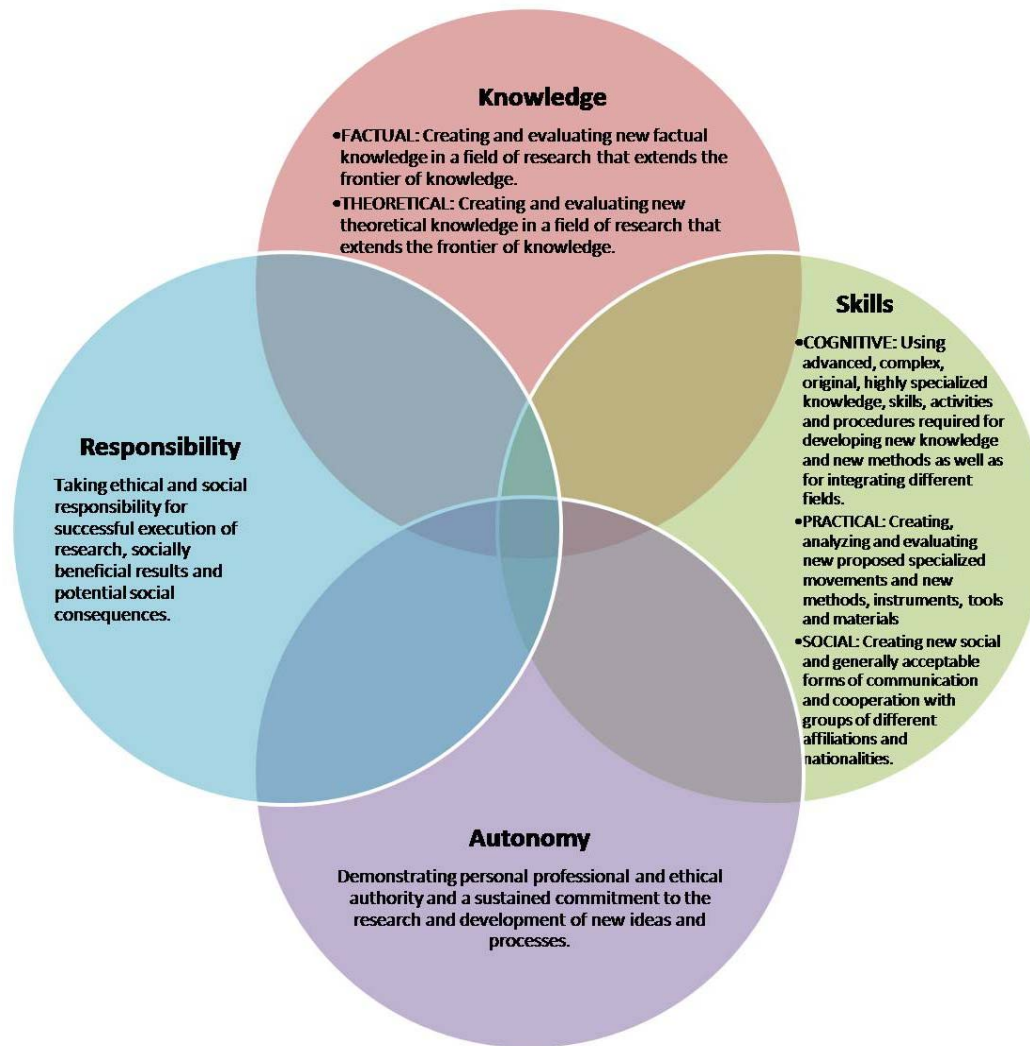 Knowledge
•FACTUAL: Creating and evaluating new factual
knowledge in a field of research that extends the
frontier of knowledge.
•THEORETICAL: Creating and evaluating new
theoretical knowledge in a field of research that
extends the frontier of knowledge.
Skills
•COGNITIVE: Using
advanced, complex,
original, highly specialized
knowledge, skills, activities
and procedures required for
developing new knowledge
and new methods as well as
for integrating different
fields.
•PRACTICAL: Creating,
analyzing and evaluating
new proposed specialized
movements and new
methods, instruments, tools
and materials
•SOCIAL: Creating new social
and generally acceptable
forms of communication
and cooperation with
groups of different
affiliations and
nationalities.
Responsibility
Taking ethical and social
responsibility for
successful execution of
research, socially
beneficial results and
potential social
consequences.
Autonomy
Demonstrating personal professional and ethical
authority and a sustained commitment to the
research and development of new ideas and
processes.